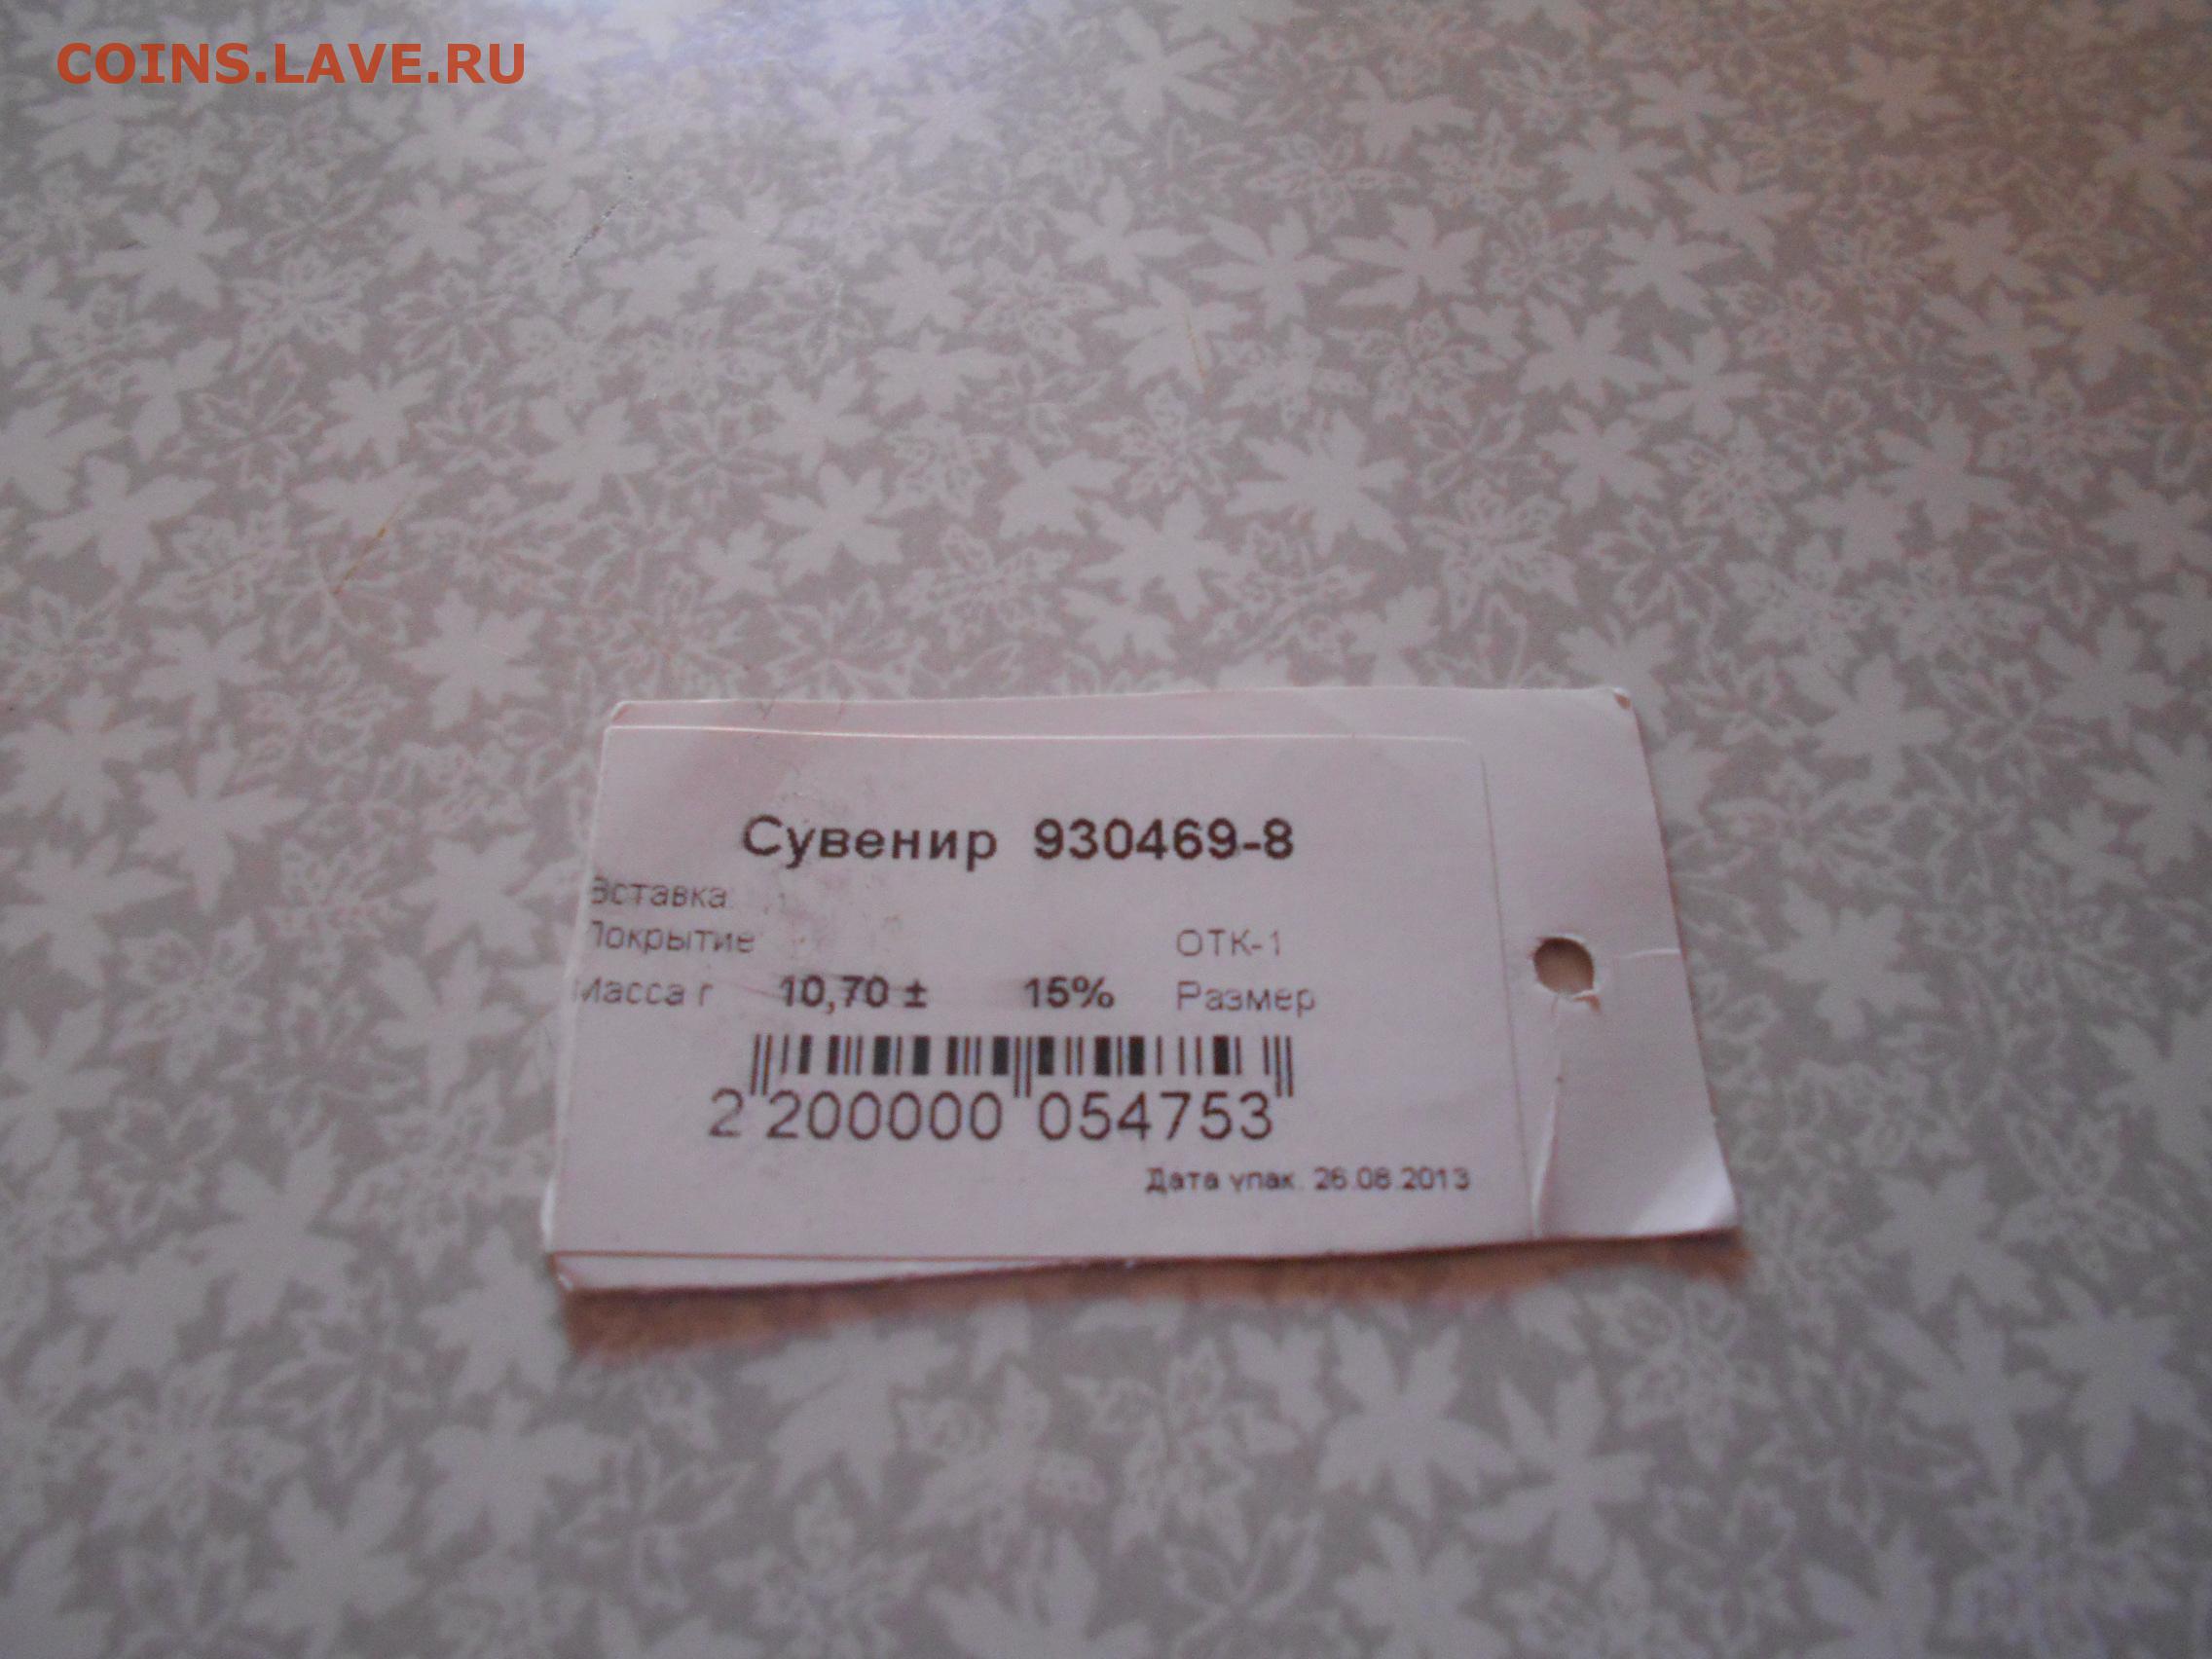 COINS.LAVE.RU
Сувенир 930469-8
Вставка
Покрытие ОТК-1
Масса г 10,70 ± 15% Размер
2 200000 054753
Дата упак. 26.08.2013